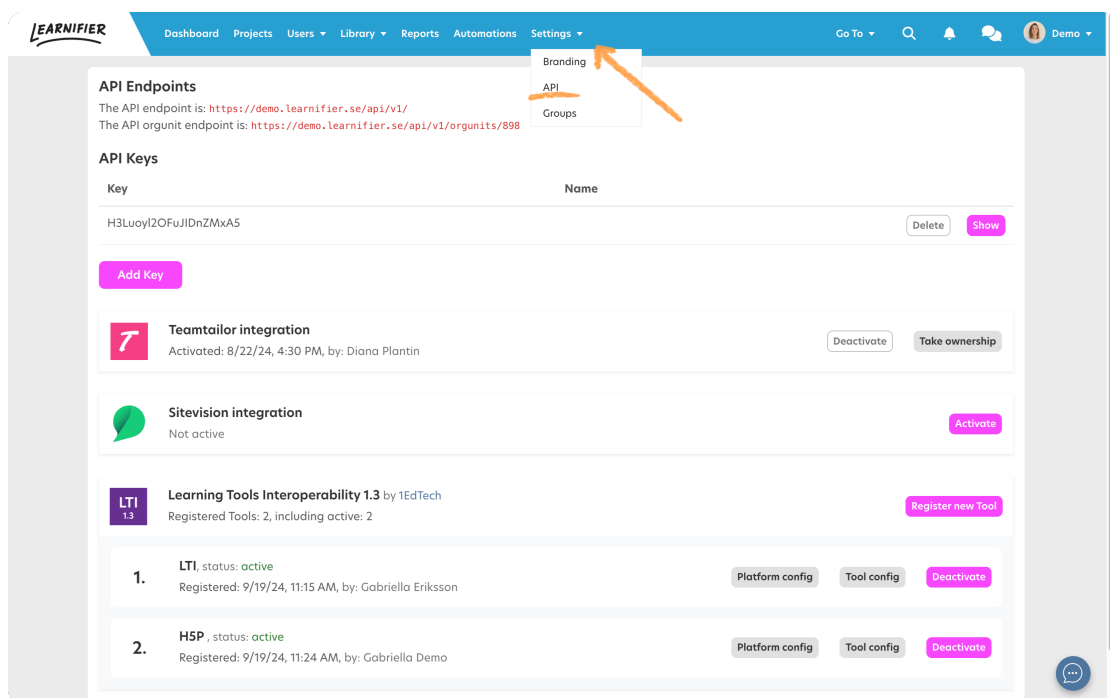 LEARNIFIER
Dashboard Projects Users Library Reports Automations Settings Go To Demo
Branding
API
Groups
API Endpoints
The API endpoint is: https://demo.learnifier.se/api/v1/
The API orgunit endpoint is: https://demo.learnifier.se/api/v1/orgunits/898
API Keys
Key Name
H3Luoyl2OFuJIDnZMxA5 Delete Show
Add Key
Teamtailor integration
Activated: 8/22/24, 4:30 PM, by: Diana Plantin
Deactivate Take ownership
Sitevision integration
Not active
Activate
LTI
1.3
Learning Tools Interoperability 1.3 by 1EdTech
Registered Tools: 2, including active: 2
Register new Tool
1.
LTI, status: active
Registered: 9/19/24, 11:15 AM, by: Gabriella Eriksson
Platform config Tool config Deactivate
2.
H5P , status: active
Registered: 9/19/24, 11:24 AM, by: Gabriella Demo
Platform config Tool config Deactivate